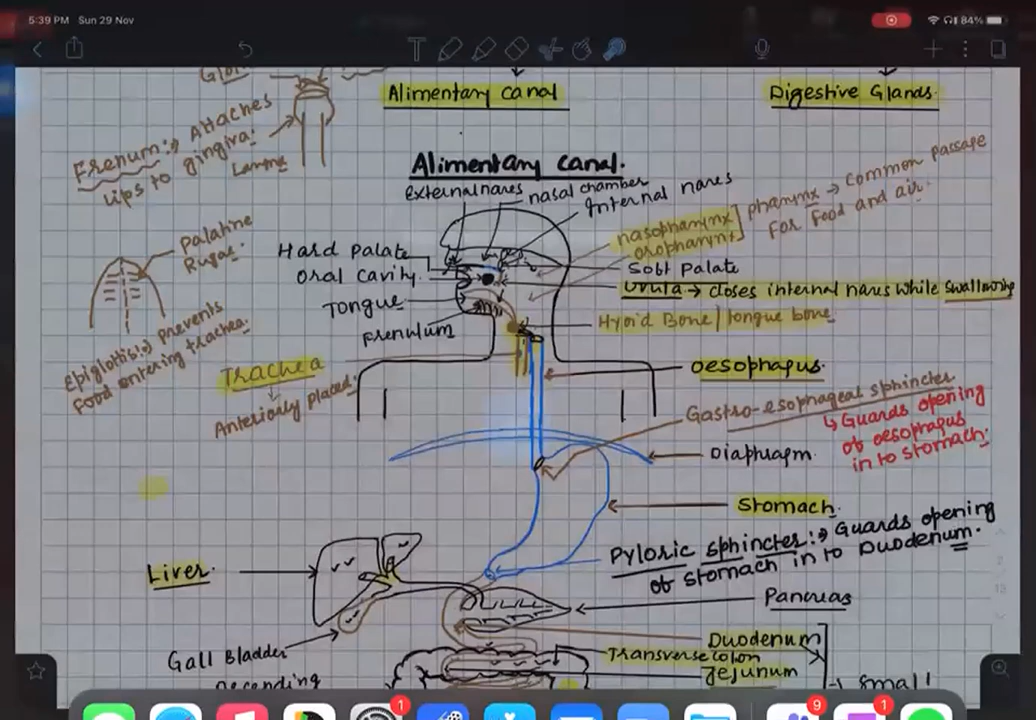 5:39 PM Sun 29 Nov
84%
Alimentary canal
Digestive Glands
Frenum:→ Attaches
lips to gingiva.
Larynx
Alimentary canal.
External nares
nasal chamber
Internal nares
nasopharynx
oropharynx
pharynx → common passage
For Food and air.
Palatine
Rugae
Hard Palate
Soft Palate
Oral cavity
Uvula → closes internal nares while swallowing
Tongue
Hyoid Bone/tongue bone
Frenulum
Epiglottis:→ prevents
Food entering trachea.
Trachea
Anteriorly placed.
oesophagus.
Gastro-esophageal sphincter
↳ Guards opening
of oesophagus
in to stomach.
Diaphragm
Stomach.
Pyloric sphincter:→ Guards opening
of stomach in to Duodenum.
Liver.
Pancreas
Gall Bladder
Duodenum
Transverse colon
Jejunum
small
1
9
1